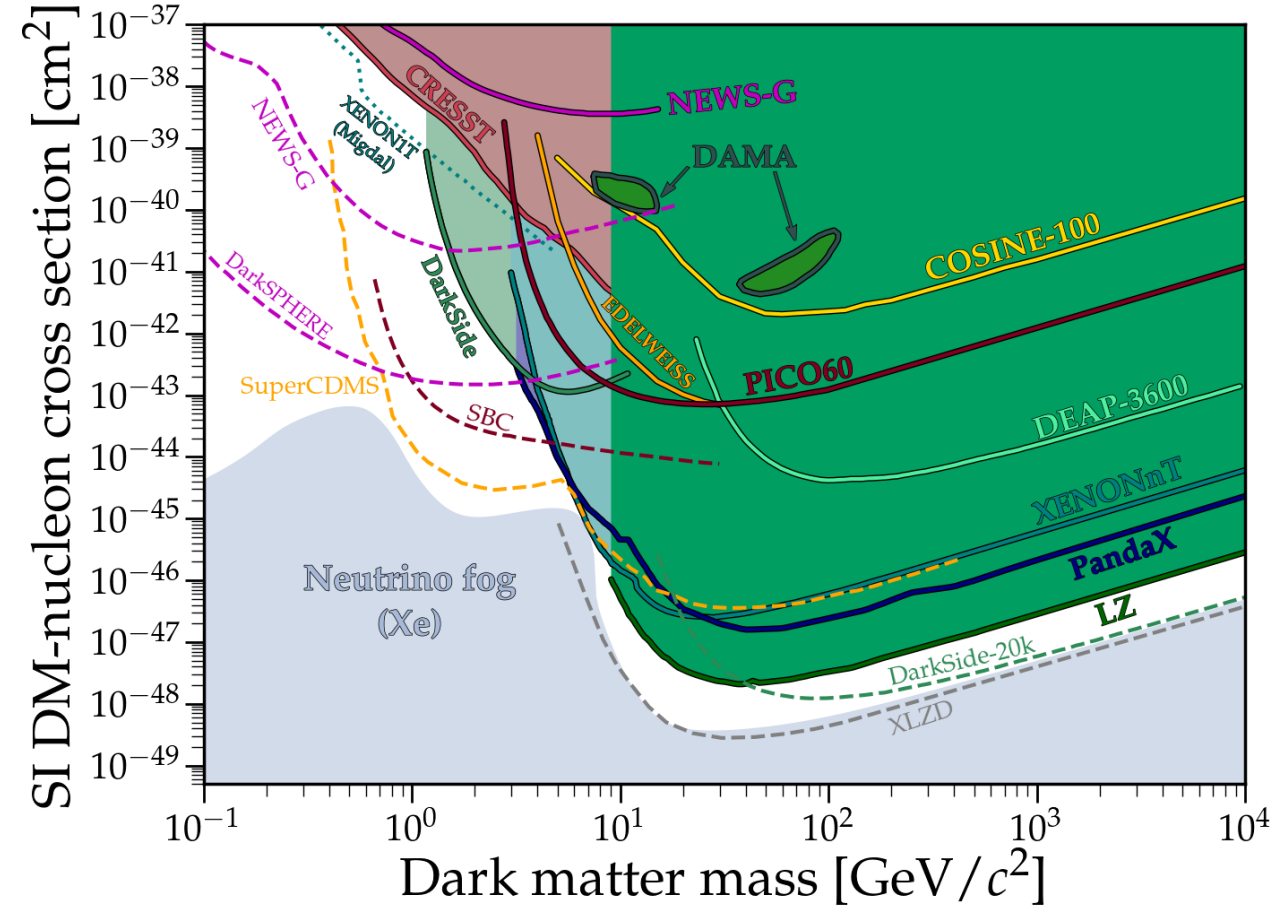 SI DM-nucleon cross section [cm²]
10⁻³⁷
10⁻³⁸
10⁻³⁹
10⁻⁴⁰
10⁻⁴¹
10⁻⁴²
10⁻⁴³
10⁻⁴⁴
10⁻⁴⁵
10⁻⁴⁶
10⁻⁴⁷
10⁻⁴⁸
10⁻⁴⁹
CRESST
NEWS-G
XENON1T
(Migdal)
NEWS-G
DAMA
COSINE-100
DarkSPHERE
DarkSide
EDELWEISS
SuperCDMS
SBC
PICO60
DEAP-3600
XENONnT
PandaX
LZ
Neutrino fog
(Xe)
DarkSide-20k
XLZD
10⁻¹
10⁰
10¹
10²
10³
10⁴
Dark matter mass [GeV/c²]